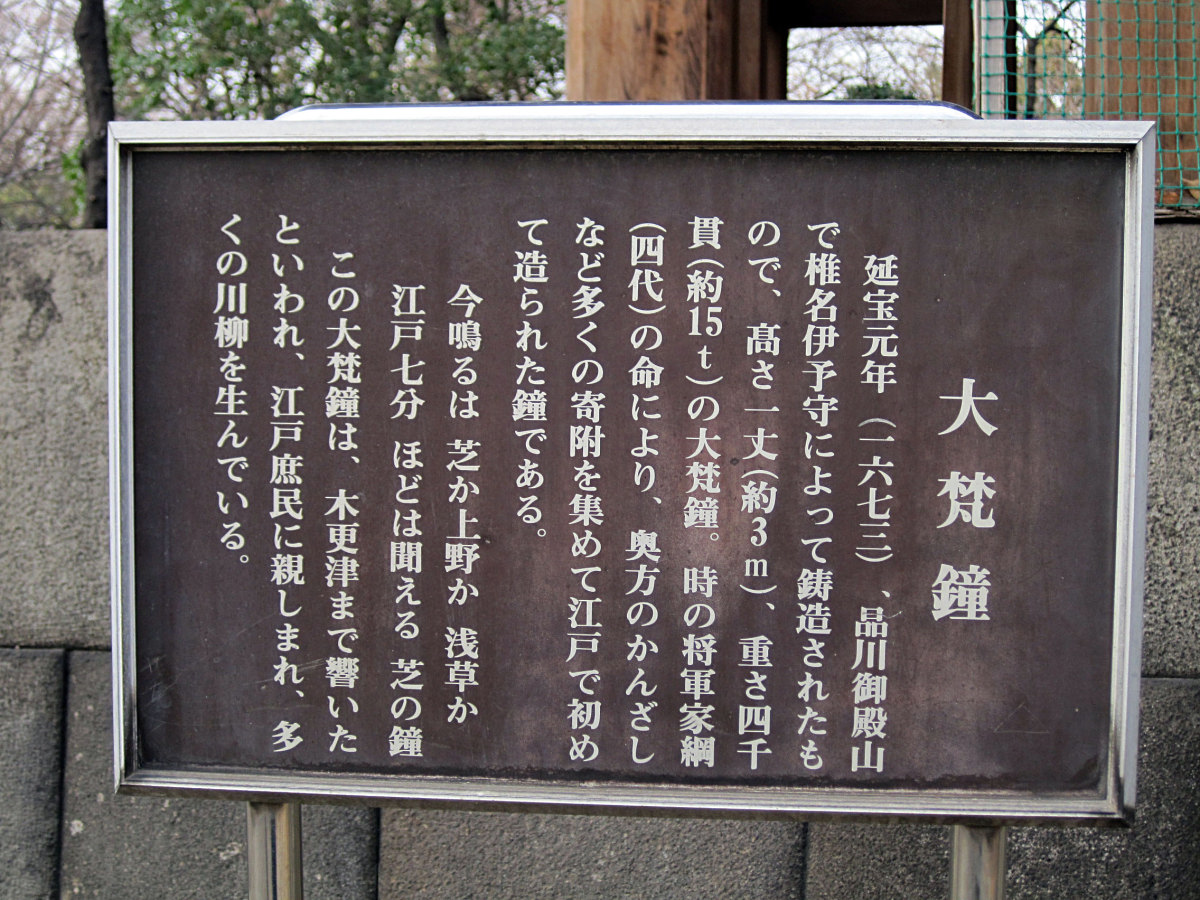 大梵鐘
延宝元年（一六七三）、品川御殿山
で椎名伊予守によって鋳造されたも
ので、髙さ一丈(約3m)、重さ四千
貫(約15t)の大梵鐘。時の将軍家綱
(四代)の命により、奥方のかんざし
など多くの寄附を集めて江戸で初め
て造られた鐘である。
今鳴るは 芝か上野か 浅草か
江戸七分 ほどは聞える 芝の鐘
この大梵鐘は、木更津まで響いた
といわれ、江戸庶民に親しまれ、多
くの川柳を生んでいる。